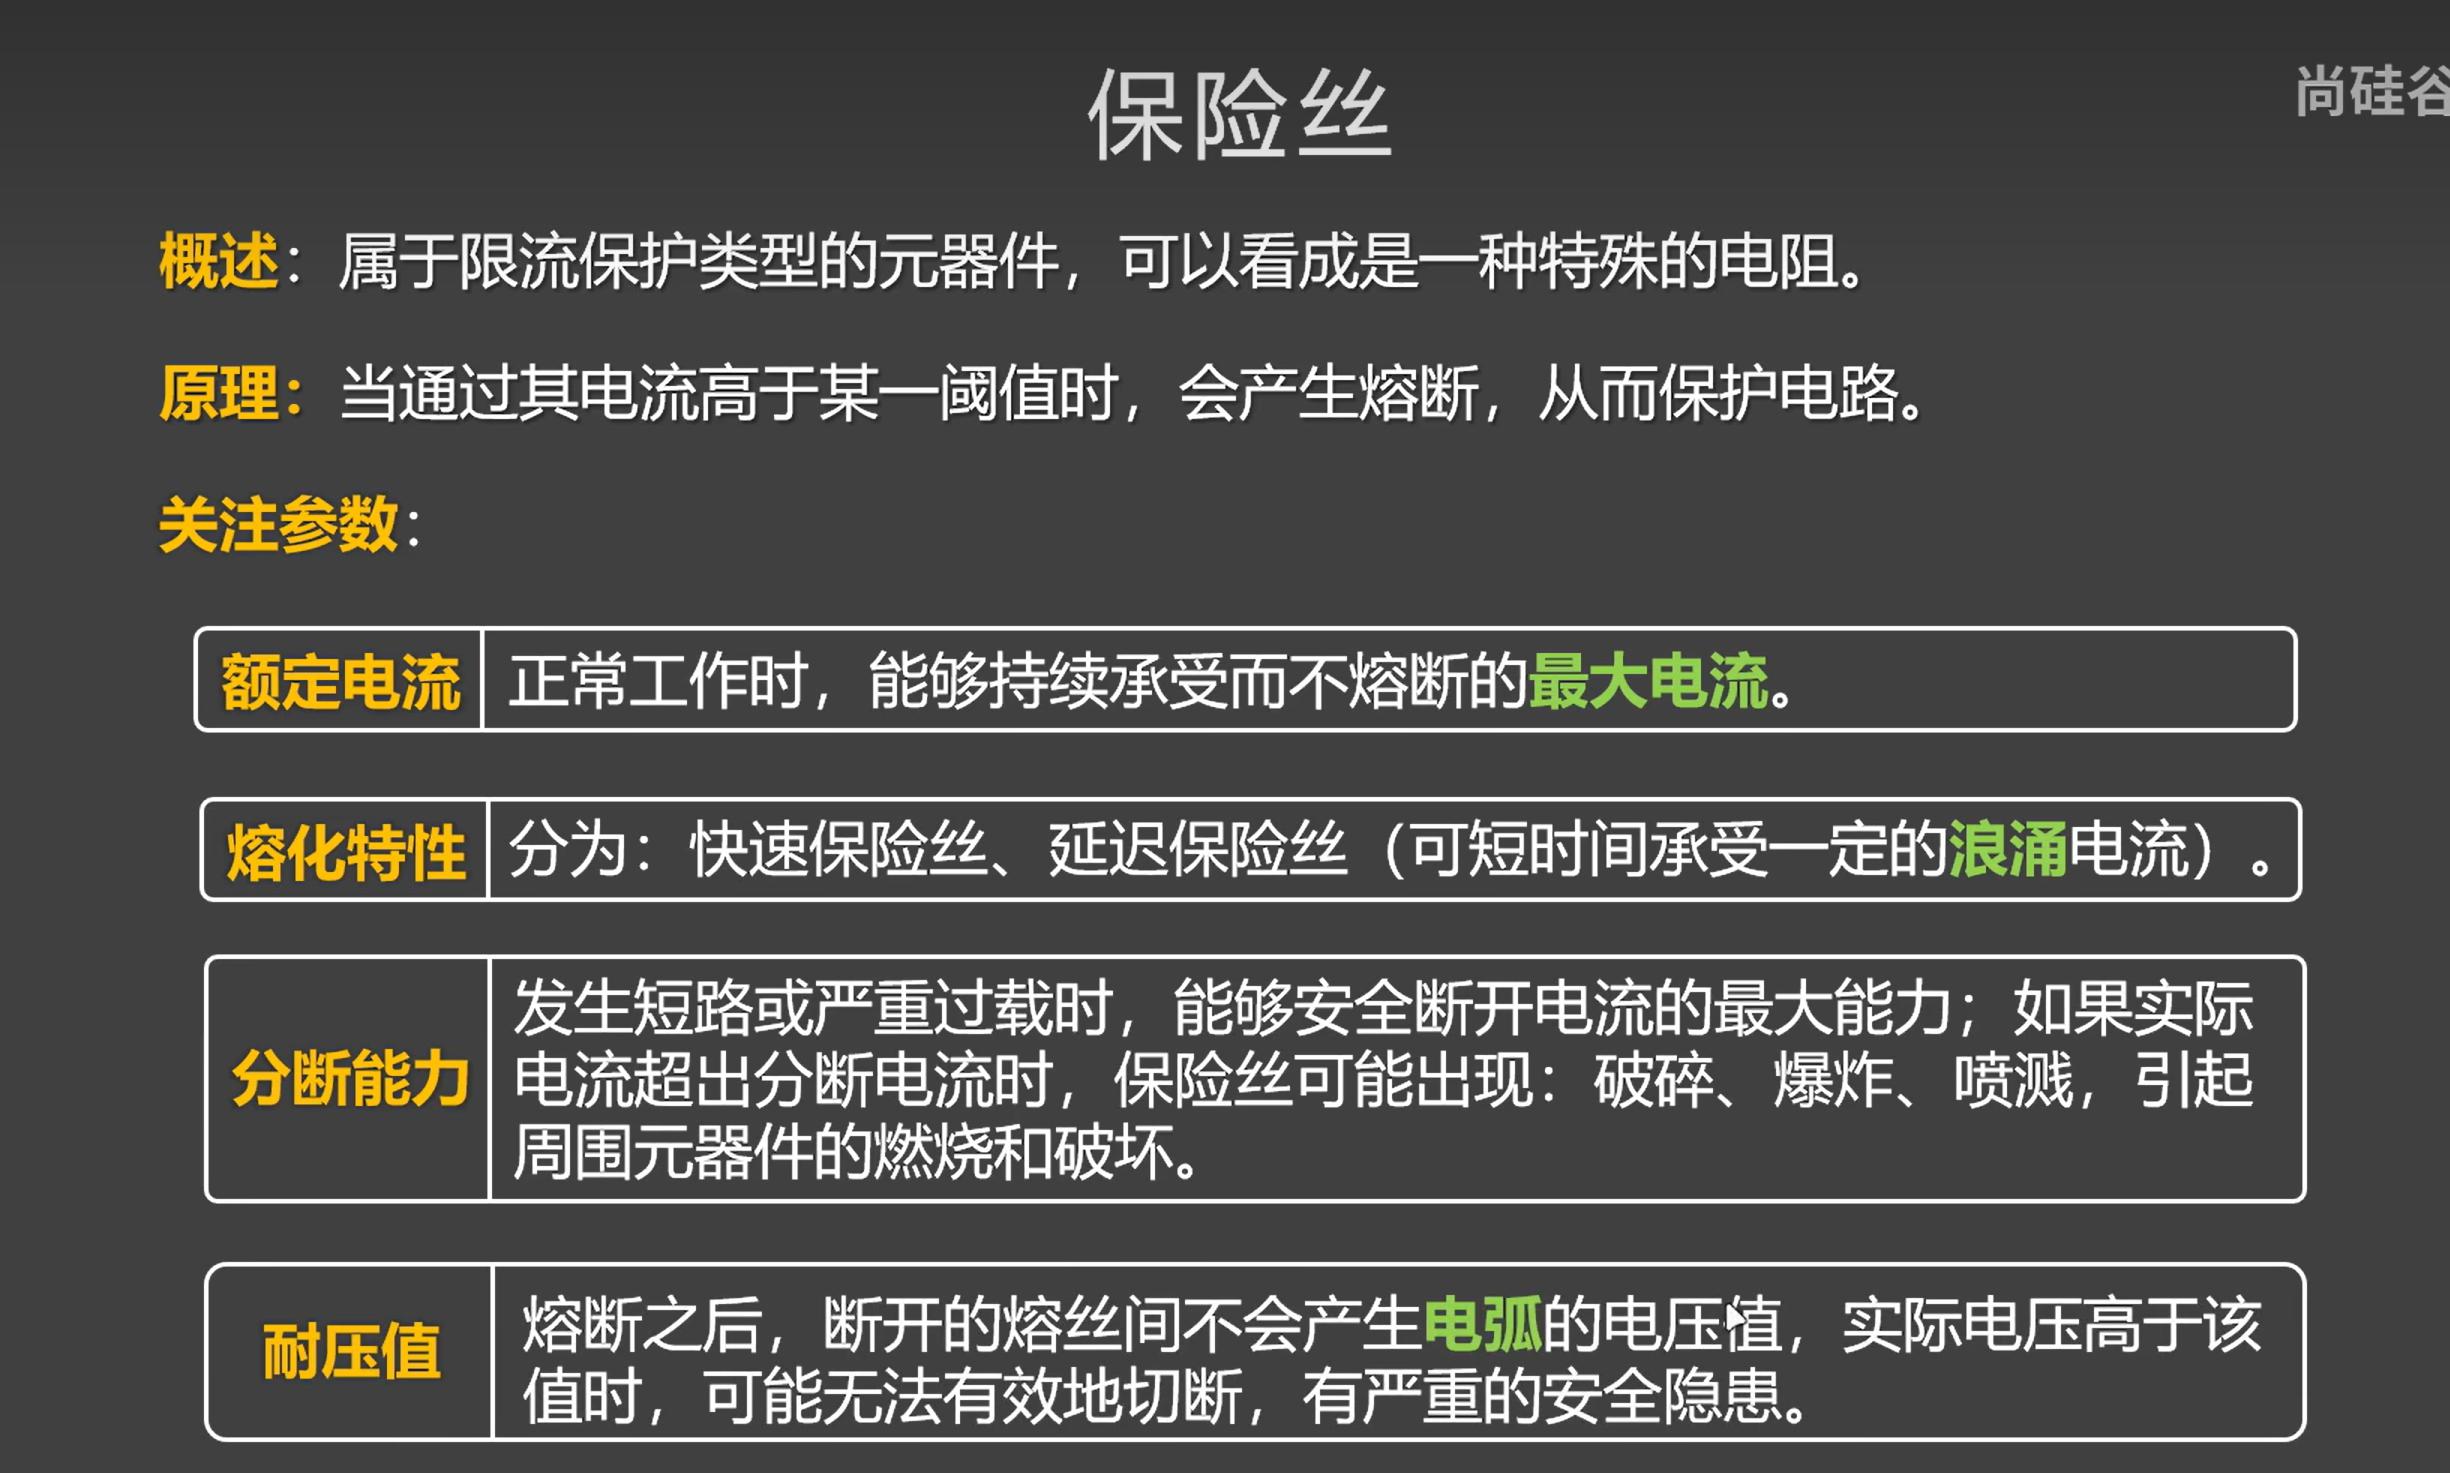 保险丝
尚硅谷
概述：属于限流保护类型的元器件，可以看成是一种特殊的电阻。
原理：当通过其电流高于某一阈值时，会产生熔断，从而保护电路。
关注参数：
额定电流 正常工作时，能够持续承受而不熔断的最大电流。
熔化特性 分为：快速保险丝、延迟保险丝（可短时间承受一定的浪涌电流）。
分断能力
发生短路或严重过载时，能够安全断开电流的最大能力；如果实际
电流超出分断电流时，保险丝可能出现：破碎、爆炸、喷溅，引起
周围元器件的燃烧和破坏。
耐压值
熔断之后，断开的熔丝间不会产生电弧的电压值，实际电压高于该
值时，可能无法有效地切断，有严重的安全隐患。